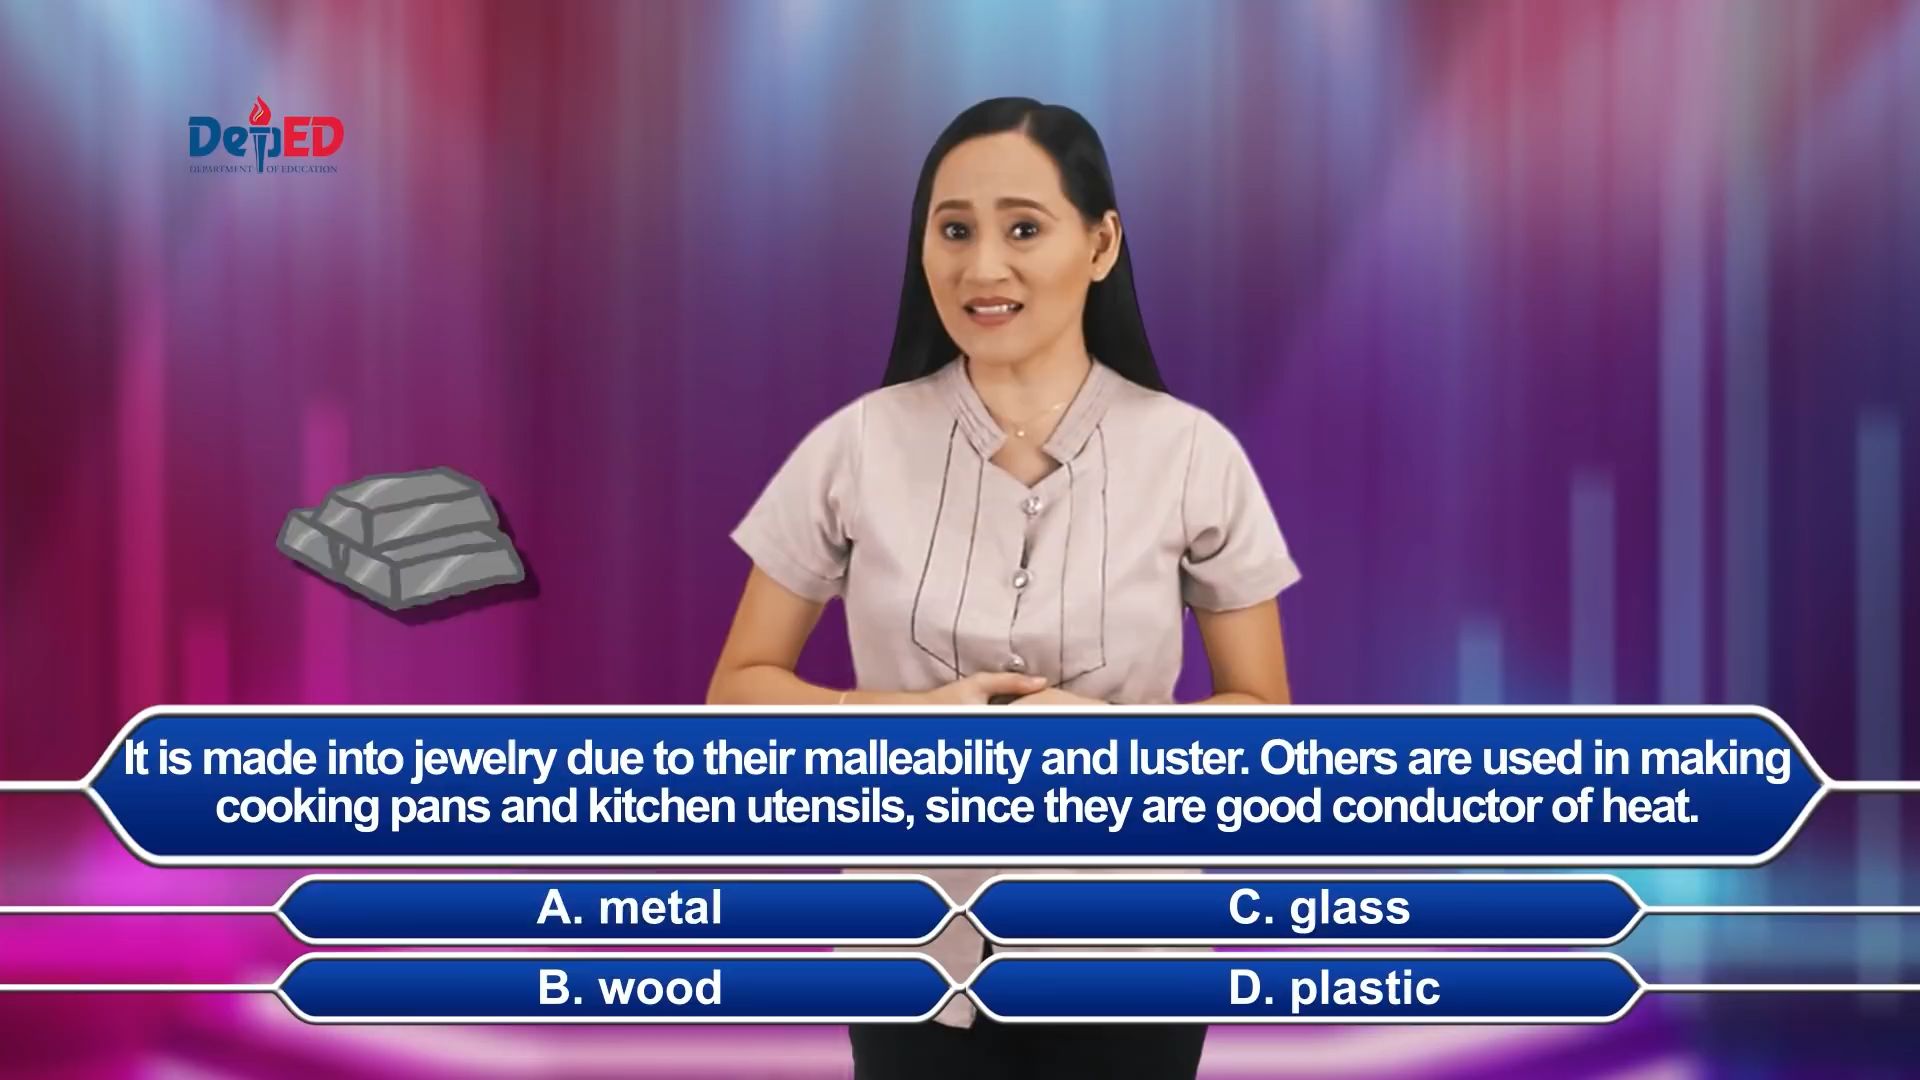 DepED
DEPARTMENT OF EDUCATION
It is made into jewelry due to their malleability and luster. Others are used in making
cooking pans and kitchen utensils, since they are good conductor of heat.
A. metal
C. glass
B. wood
D. plastic